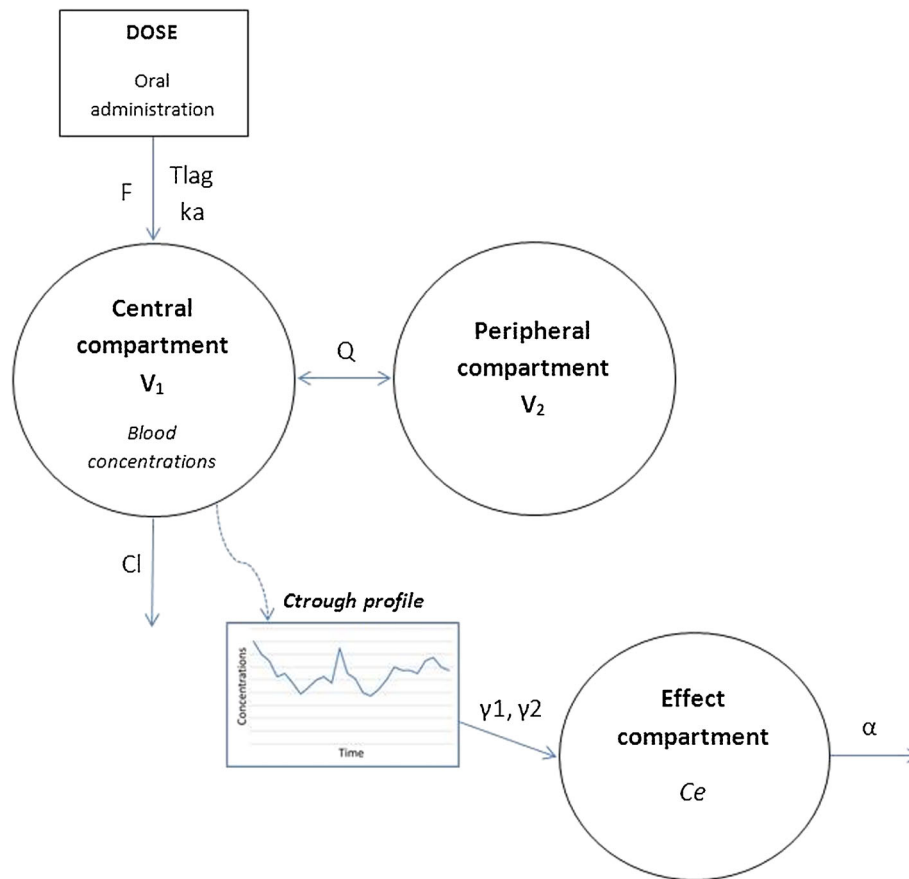 DOSE
Oral
administration
F
Tlag
ka
Central
compartment
V₁
Blood
concentrations
Q
Peripheral
compartment
V₂
Cl
Ctrough profile
Concentrations
Time
γ1, γ2
Effect
compartment
Ce
α